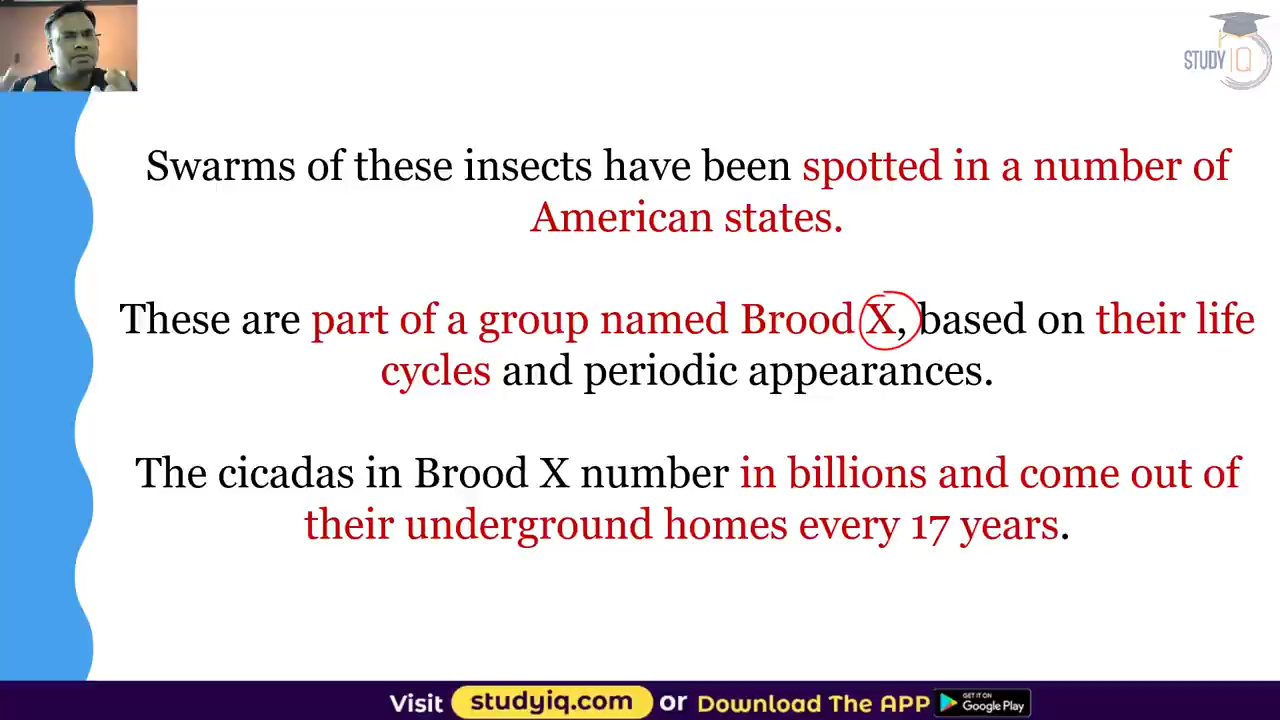 STUDY IQ
Swarms of these insects have been spotted in a number of
American states.
These are part of a group named Brood X, based on their life
cycles and periodic appearances.
The cicadas in Brood X number in billions and come out of
their underground homes every 17 years.
Visit studyiq.com or Download The APP GET IT ON Google Play